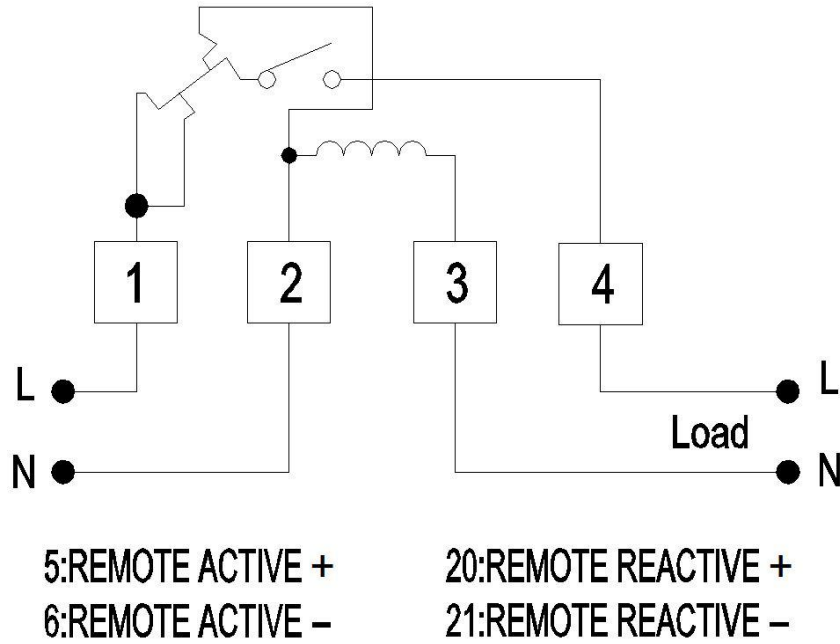 1 2 3 4
L L
Load
N N
5:REMOTE ACTIVE + 20:REMOTE REACTIVE +
6:REMOTE ACTIVE – 21:REMOTE REACTIVE –